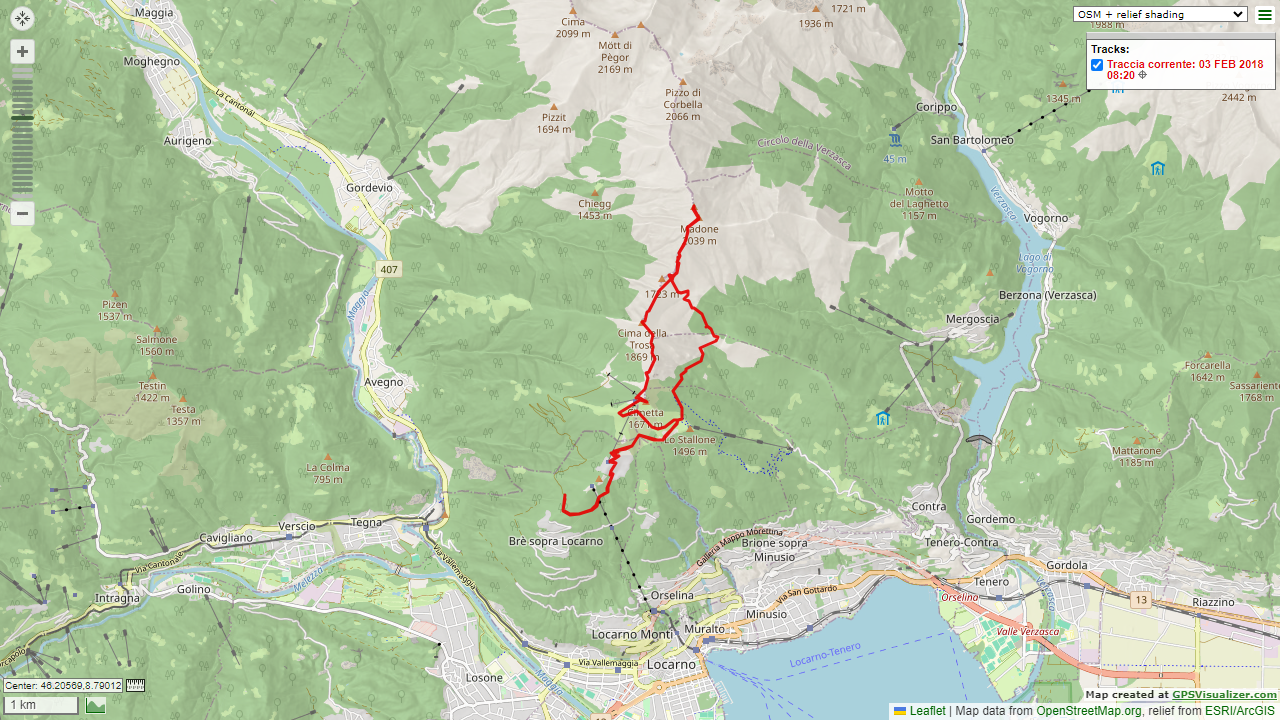 OSM + relief shading
Tracks:
Traccia corrente: 03 FEB 2018
08:20
1721 m
1936 m
1988 m
Maggia
Cima
2099 m
Mött di
Pègor
2169 m
Moghegno
La Cantonal
Pizzo di
Corbella
2066 m
1345 m
2442 m
Corippo
Pizzit
1694 m
Aurigeno
San Bartolomeo
Circolo della Verzasca
45 m
Gordevio
Chiegg
1453 m
Motto
del Laghetto
1157 m
Verzasca
Vogorno
Madone
2039 m
407
Lago di
Vogorno
Berzona (Verzasca)
1723 m
Pizen
1537 m
Maggia
Mergoscia
Salmone
1560 m
Cima della
Trosa
1869 m
Forcarella
1642 m
Testin
1422 m
Avegno
Sassariente
1768 m
Testa
1357 m
Cimetta
1671 m
Lo Stallone
1496 m
Mattarone
1185 m
La Colma
795 m
Contra
Gordemo
Verscio
Tegna
Cavigliano
Brè sopra Locarno
Galleria Mappo Morettina
Brione sopra
Minusio
Tenero-Contra
Via Cantonale
Via Vallemaggia
Gordola
Melezza
Tenero
Golino
Intragna
Orselina
Via San Gottardo
Orselina
Verzasca
13
Riazzino
Minusio
Locarno Monti
Muralto
Valle Verzasca
Locarno-Tenero
Via Vallemaggia
Locarno
Losone
Center: 46.20569,8.79012
1 km
Map created at GPSVisualizer.com
Leaflet | Map data from OpenStreetMap.org, relief from ESRI/ArcGIS